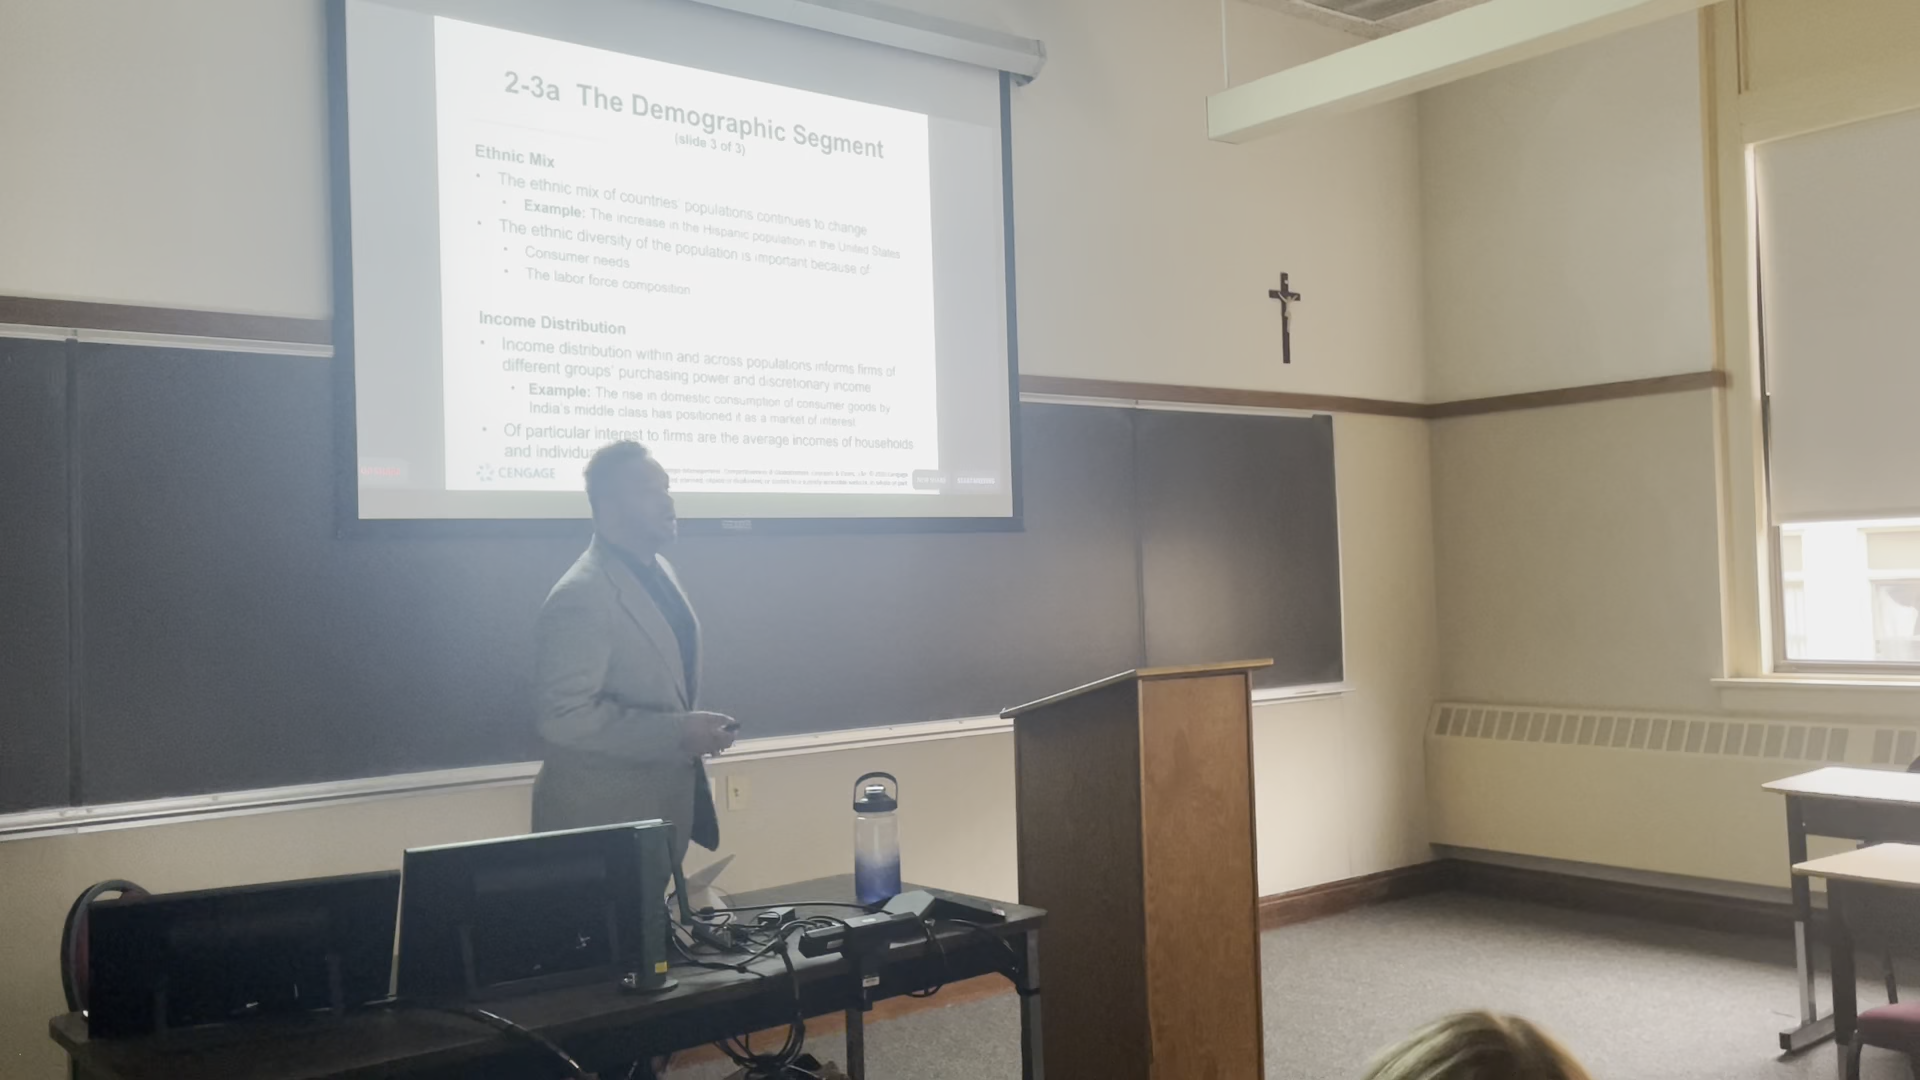 2-3a The Demographic Segment
(slide 3 of 3)
Ethnic Mix
• The ethnic mix of countries' populations continues to change
• Example: The increase in the Hispanic population in the United States
• The ethnic diversity of the population is important because of:
• Consumer needs
• The labor force composition
Income Distribution
• Income distribution within and across populations informs firms of
different groups' purchasing power and discretionary income
• Example: The rise in domestic consumption of consumer goods by
India's middle class has positioned it as a market of interest
• Of particular interest to firms are the average incomes of households
and
CENGAGE